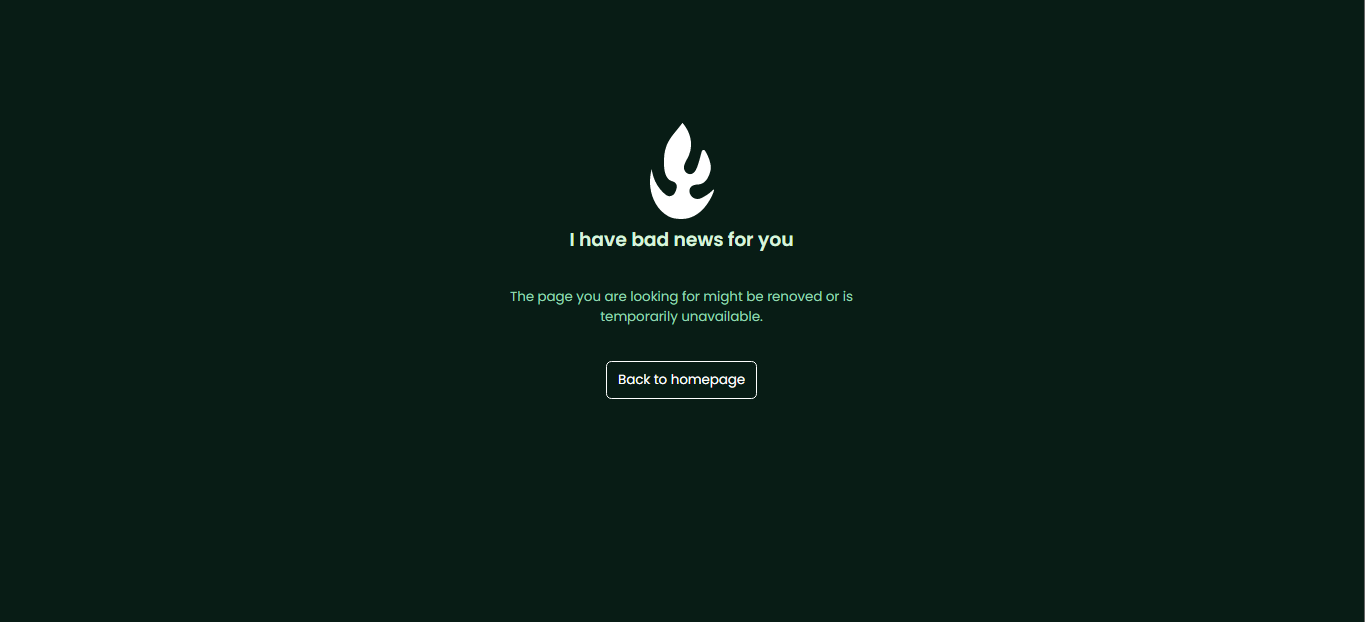 I have bad news for you
The page you are looking for might be renoved or is
temporarily unavailable.
Back to homepage